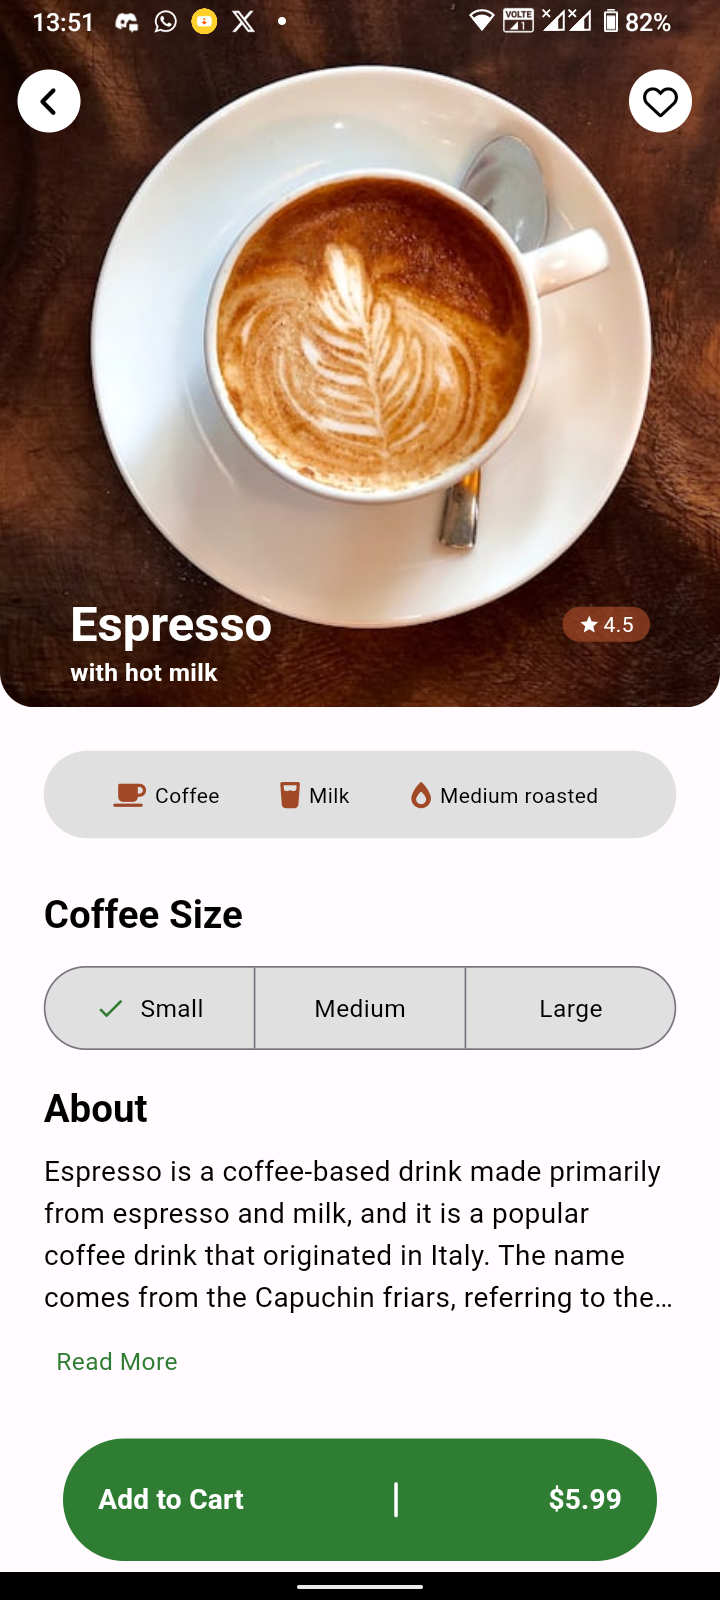 13:51
VOLTE
1
82%
Espresso
4.5
with hot milk
Coffee
Milk
Medium roasted
Coffee Size
Small
Medium
Large
About
Espresso is a coffee-based drink made primarily
from espresso and milk, and it is a popular
coffee drink that originated in Italy. The name
comes from the Capuchin friars, referring to the…
Read More
Add to Cart
$5.99